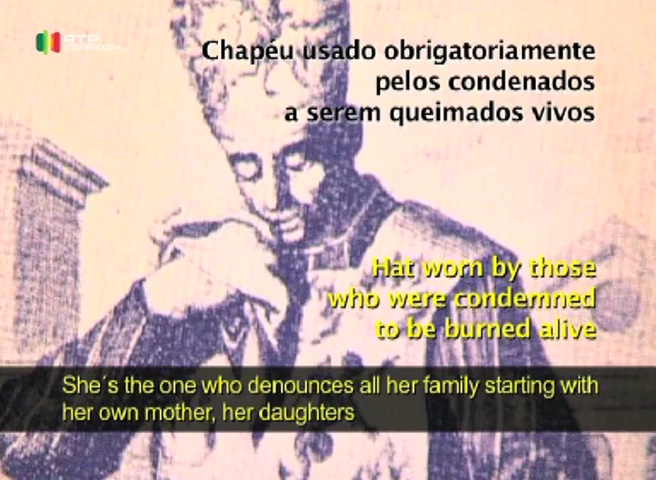 RTP
Chapéu usado obrigatoriamente
pelos condenados
a serem queimados vivos
Hat worn by those
who were condemned
to be burned alive
She´s the one who denounces all her family starting with
her own mother, her daughters